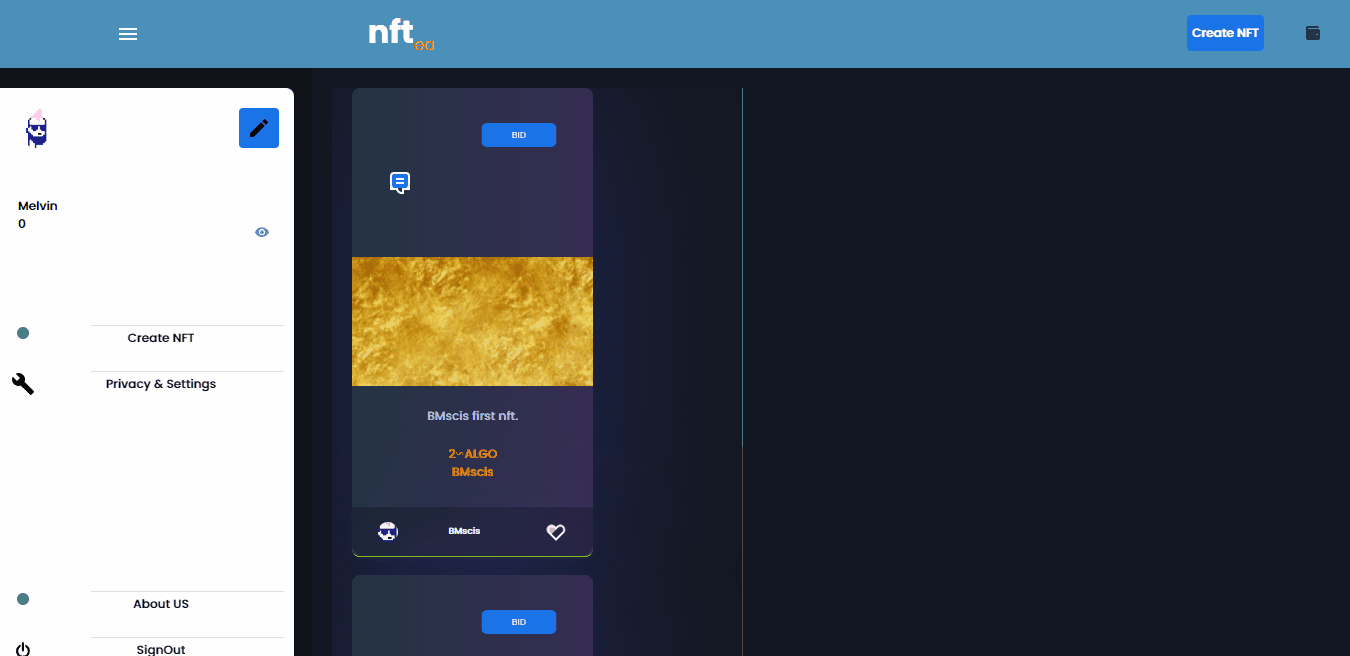 nft
Create NFT
Melvin
0
Create NFT
Privacy & Settings
About US
SignOut
BID
BMscis first nft.
2~ALGO
BMscis
BMscis
BID